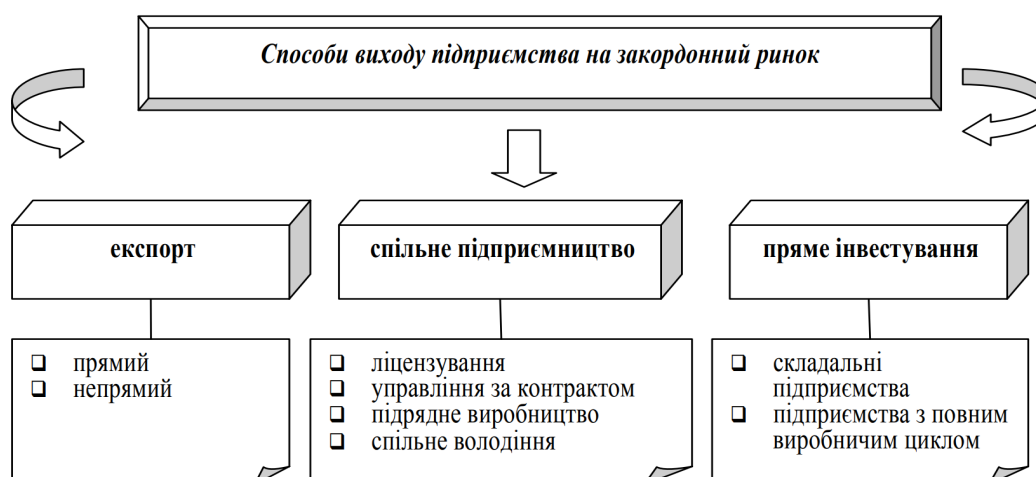 Способи виходу підприємства на закордонний ринок
експорт
спільне підприємництво
пряме інвестування
прямий
непрямий
ліцензування
управління за контрактом
підрядне виробництво
спільне володіння
складальні
підприємства
підприємства з повним
виробничим циклом